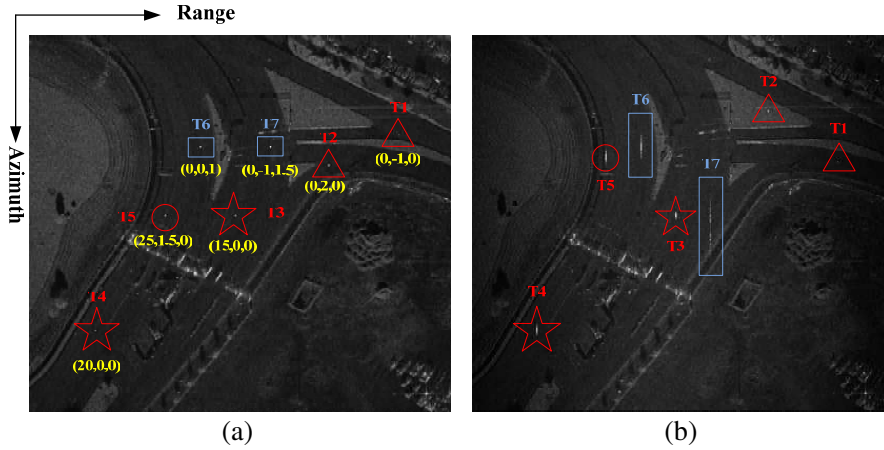 Range
Azimuth
T1
(0,-1,0)
T2
(0,2,0)
T6
(0,0,1)
T7
(0,-1,1.5)
T5
(25,1.5,0)
T3
(15,0,0)
T4
(20,0,0)
(a)
T2
T6
T1
T7
T5
T3
T4
(b)